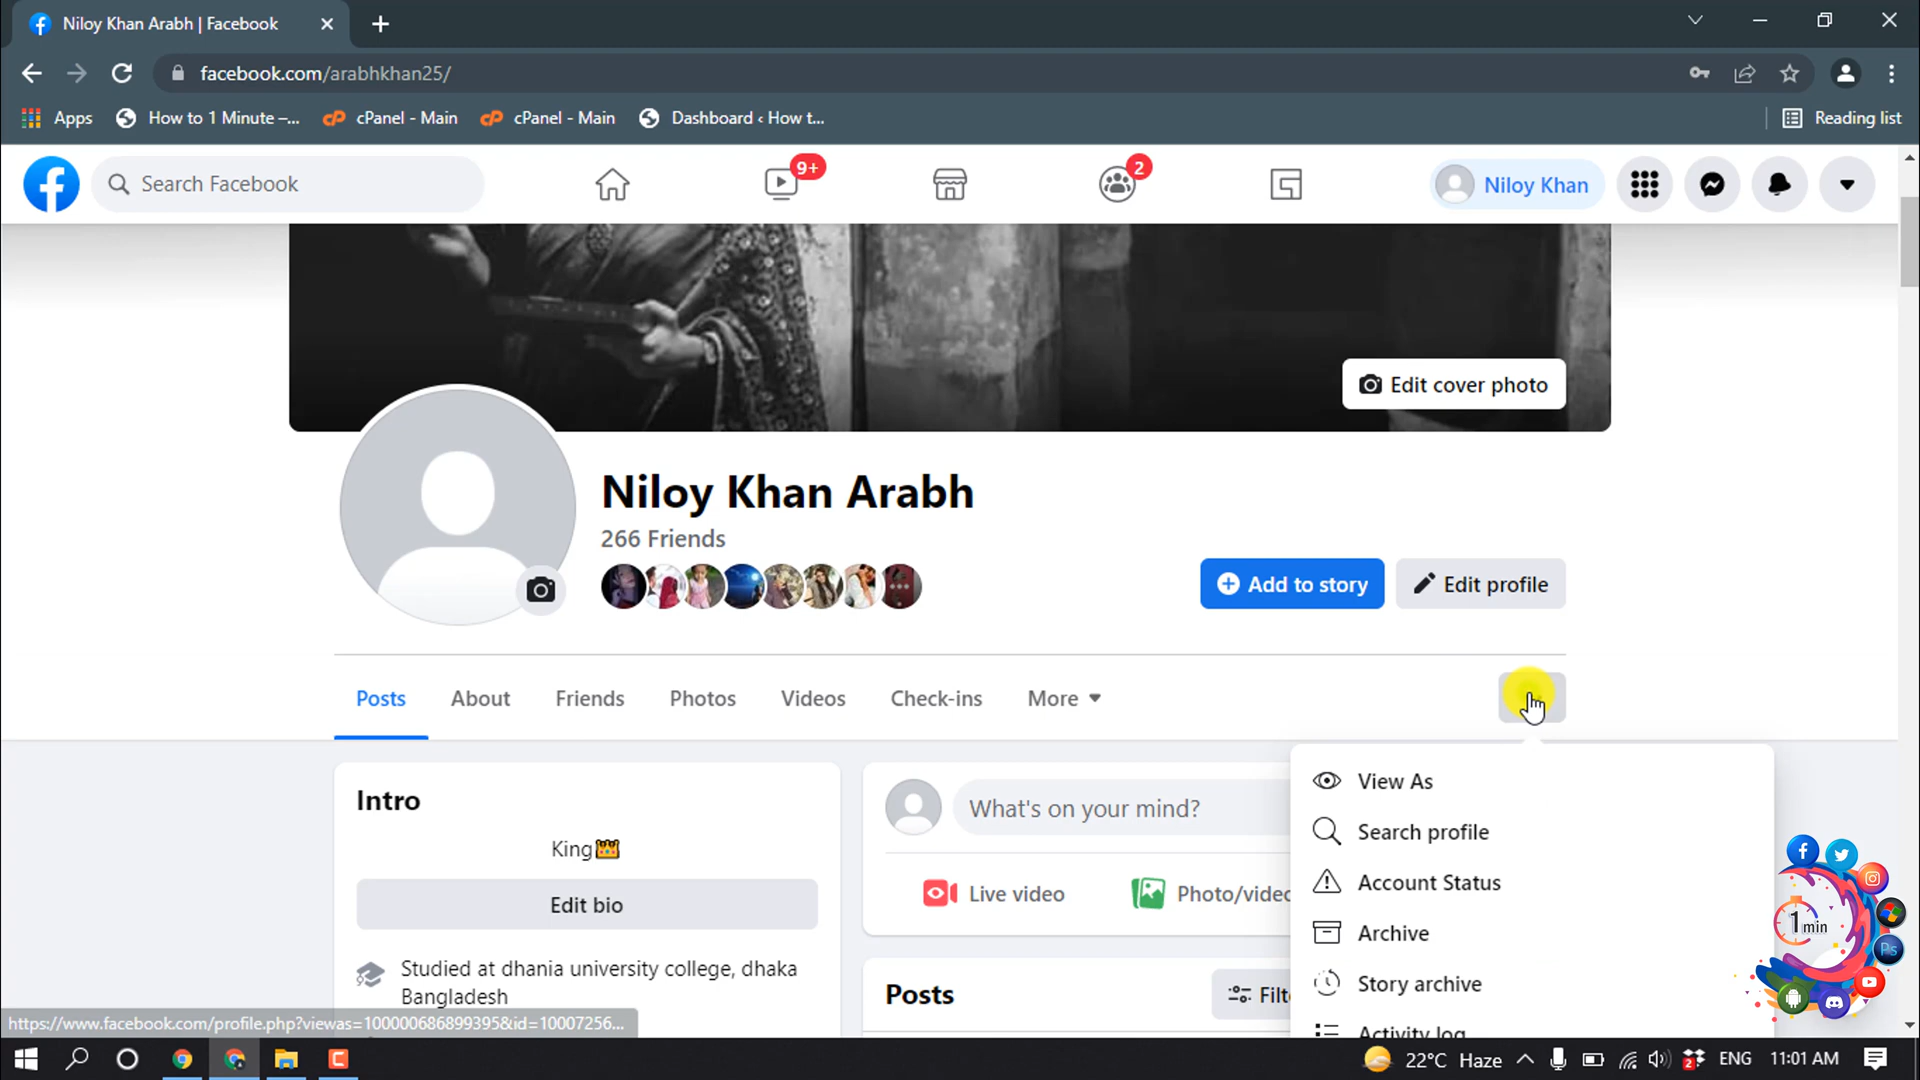 Niloy Khan Arabh | Facebook
facebook.com/arabhkhan25/
Apps
How to 1 Minute –...
cPanel - Main
cPanel - Main
Dashboard ‹ How t...
Reading list
Search Facebook
9+
2
Niloy Khan
Edit cover photo
Niloy Khan Arabh
266 Friends
Add to story
Edit profile
Posts
About
Friends
Photos
Videos
Check-ins
More
Intro
King👑
Edit bio
Studied at dhania university college, dhaka
Bangladesh
What's on your mind?
Live video
Photo/video
Posts
Filt
View As
Search profile
Account Status
Archive
Story archive
Activity log
1 min
Ps
https://www.facebook.com/profile.php?viewas=100000686899395&id=10007256...
22°C Haze
2
ENG
11:01 AM